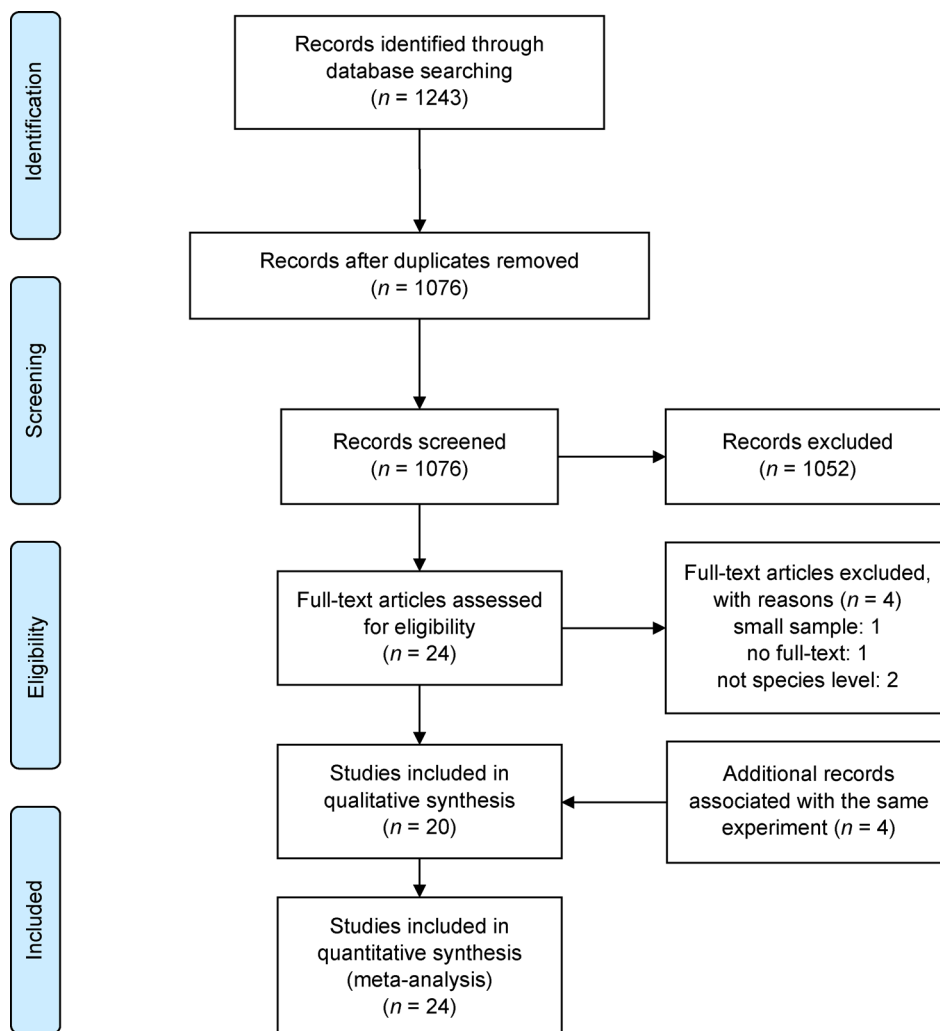 Identification
Records identified through
database searching
(n = 1243)
Records after duplicates removed
(n = 1076)
Screening
Records screened
(n = 1076)
Records excluded
(n = 1052)
Eligibility
Full-text articles assessed
for eligibility
(n = 24)
Full-text articles excluded,
with reasons (n = 4)
small sample: 1
no full-text: 1
not species level: 2
Studies included in
qualitative synthesis
(n = 20)
Additional records
associated with the same
experiment (n = 4)
Included
Studies included in
quantitative synthesis
(meta-analysis)
(n = 24)